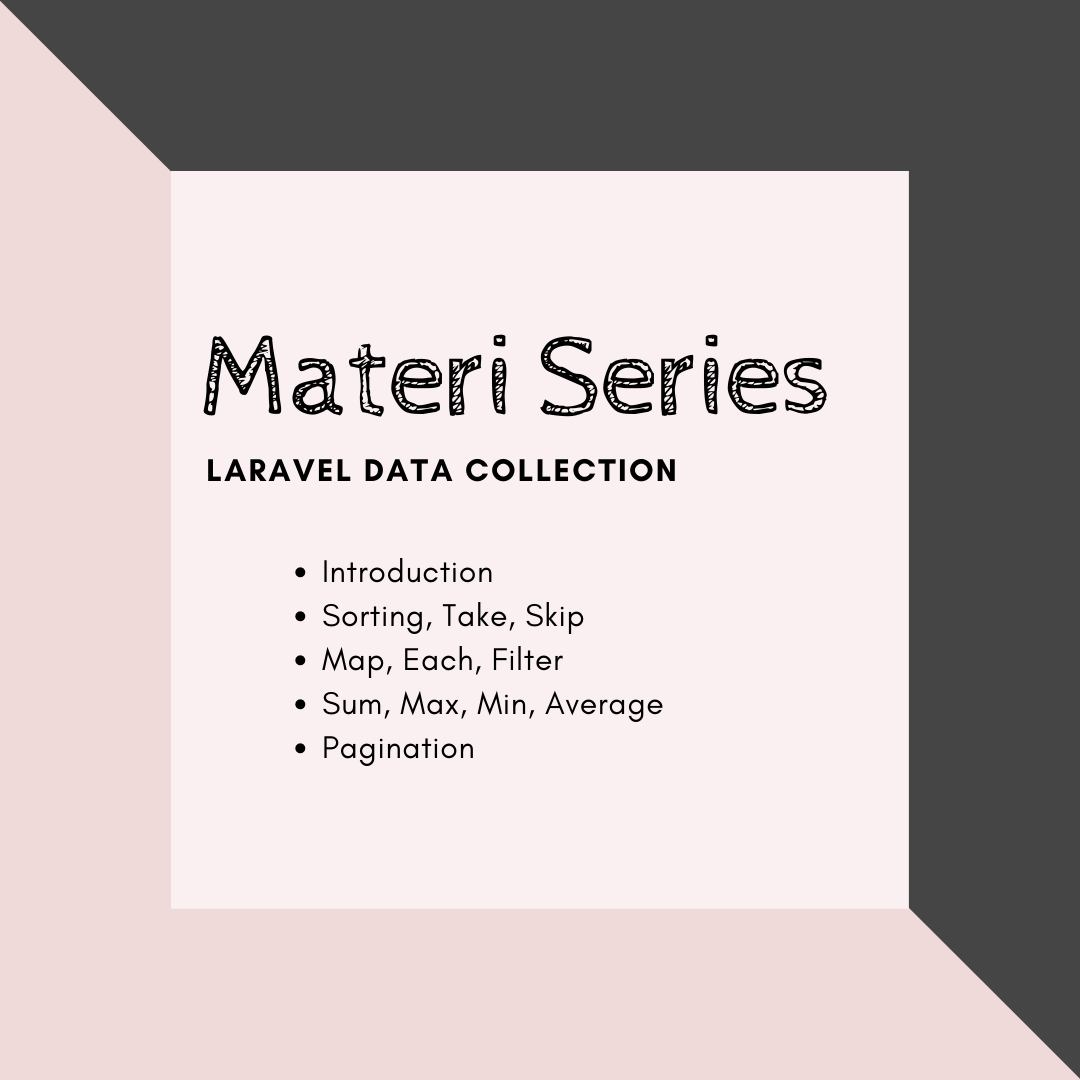 Materi Series
LARAVEL DATA COLLECTION
• Introduction
• Sorting, Take, Skip
• Map, Each, Filter
• Sum, Max, Min, Average
• Pagination